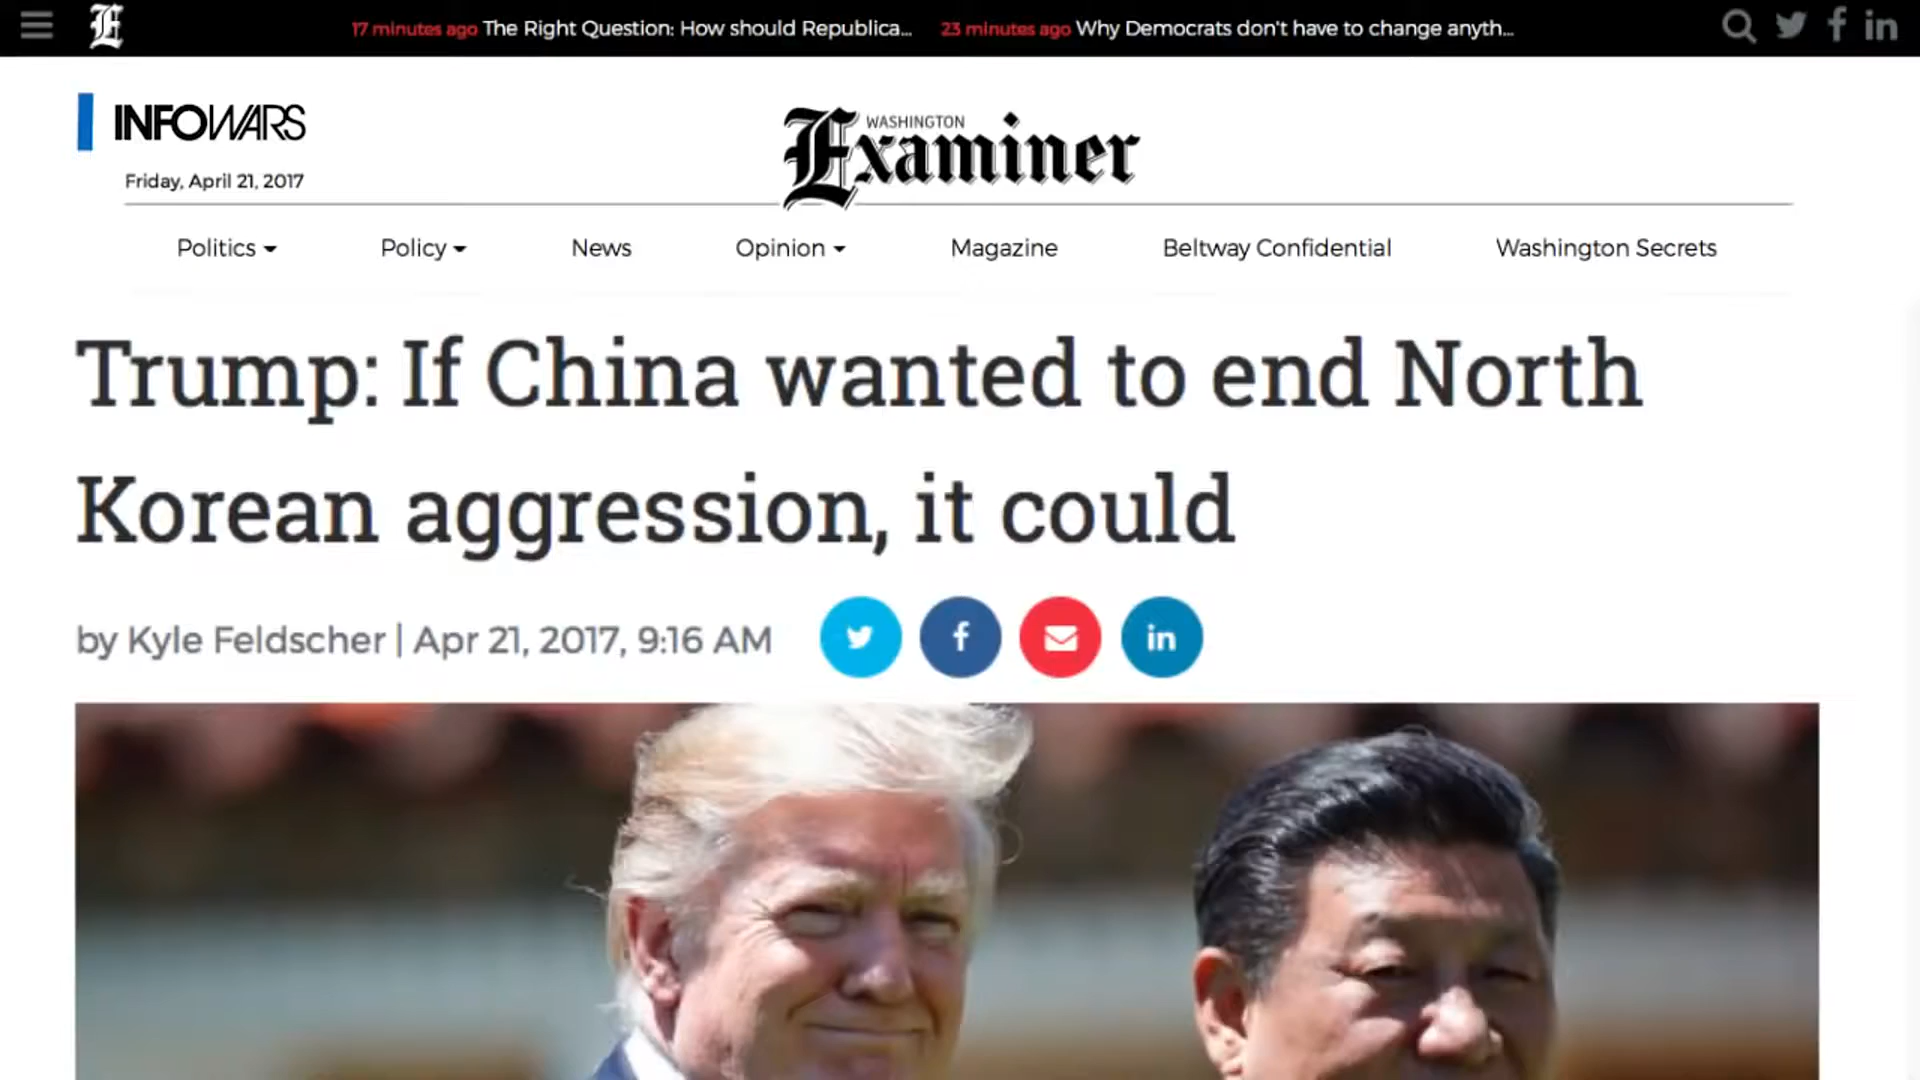 17 minutes ago The Right Question: How should Republica... 23 minutes ago Why Democrats don't have to change anyth...
INFOWARS
WASHINGTON
Examiner
Friday, April 21, 2017
Politics Policy News Opinion Magazine Beltway Confidential Washington Secrets
Trump: If China wanted to end North
Korean aggression, it could
by Kyle Feldscher | Apr 21, 2017, 9:16 AM